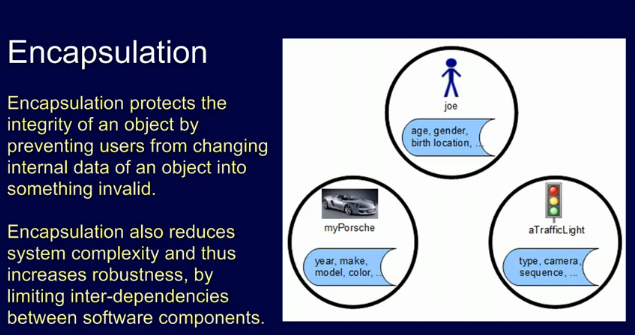 Encapsulation
Encapsulation protects the
integrity of an object by
preventing users from changing
internal data of an object into
something invalid.
Encapsulation also reduces
system complexity and thus
increases robustness, by
limiting inter-dependencies
between software components.
joe
age, gender,
birth location, ...
myPorsche
year, make,
model, color, ...
aTrafficLight
type, camera,
sequence, ...